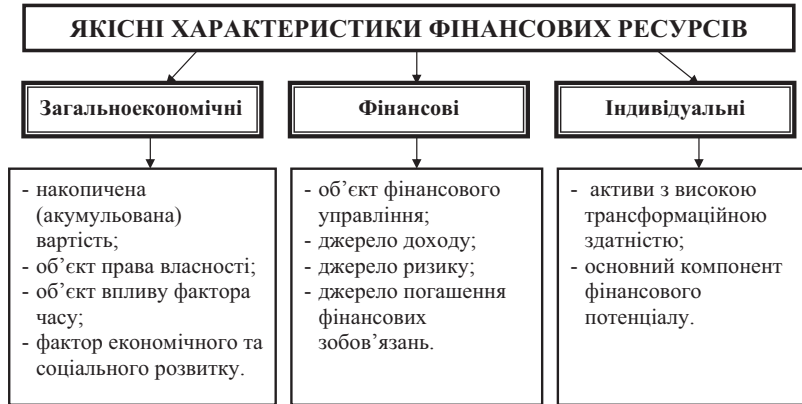 ЯКІСНІ ХАРАКТЕРИСТИКИ ФІНАНСОВИХ РЕСУРСІВ
Загальноекономічні
- накопичена
(акумульована)
вартість;
- об’єкт права власності;
- об’єкт впливу фактора
часу;
- фактор економічного та
соціального розвитку.
Фінансові
- об’єкт фінансового
управління;
- джерело доходу;
- джерело ризику;
- джерело погашення
фінансових
зобов’язань.
Індивідуальні
- активи з високою
трансформаційною
здатністю;
- основний компонент
фінансового
потенціалу.